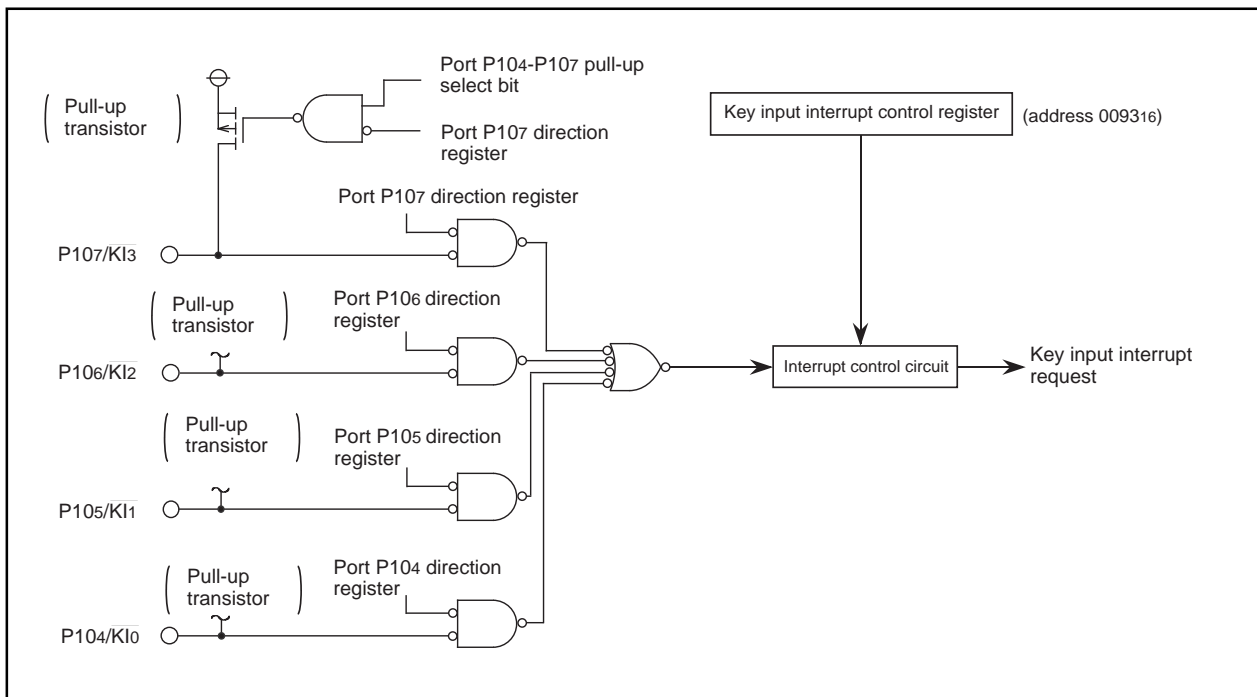 Port P104-P107 pull-up
select bit
Pull-up
transistor
Port P107 direction
register
Key input interrupt control register
(address 009316)
Port P107 direction register
P107/KI3
Pull-up
transistor
Port P106 direction
register
P106/KI2
Interrupt control circuit
Key input interrupt
request
Pull-up
transistor
Port P105 direction
register
P105/KI1
Pull-up
transistor
Port P104 direction
register
P104/KI0